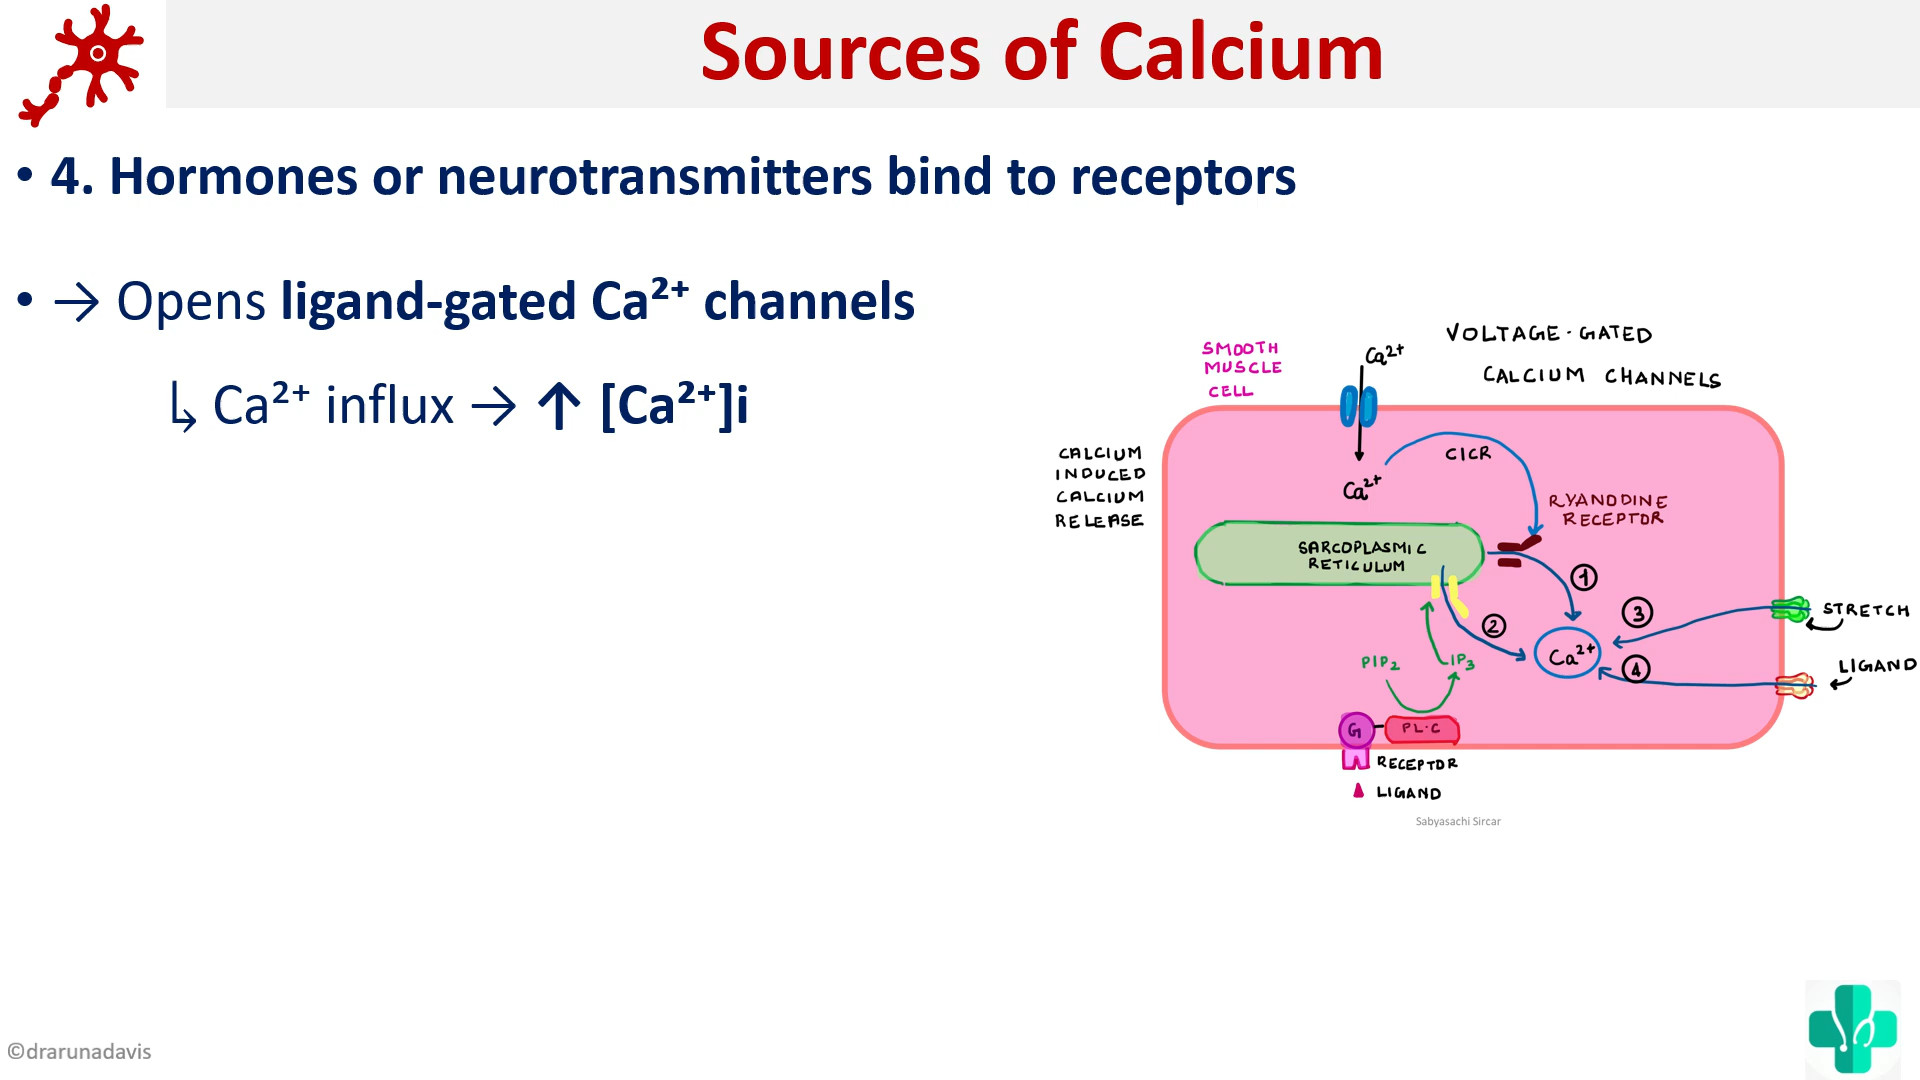 Sources of Calcium
• 4. Hormones or neurotransmitters bind to receptors
• → Opens ligand-gated Ca²⁺ channels
↳ Ca²⁺ influx → ↑ [Ca²⁺]i
VOLTAGE-GATED
CALCIUM CHANNELS
SMOOTH
MUSCLE
CELL
Ca²⁺
CALCIUM
INDUCED
CALCIUM
RELEASE
CICR
Ca²⁺
RYANODINE
RECEPTOR
SARCOPLASMIC
RETICULUM
①
②
③
④
STRETCH
LIGAND
Ca²⁺
PIP₂
IP₃
G
PL-C
RECEPTOR
LIGAND
Sabyasachi Sircar
©drarunadavis